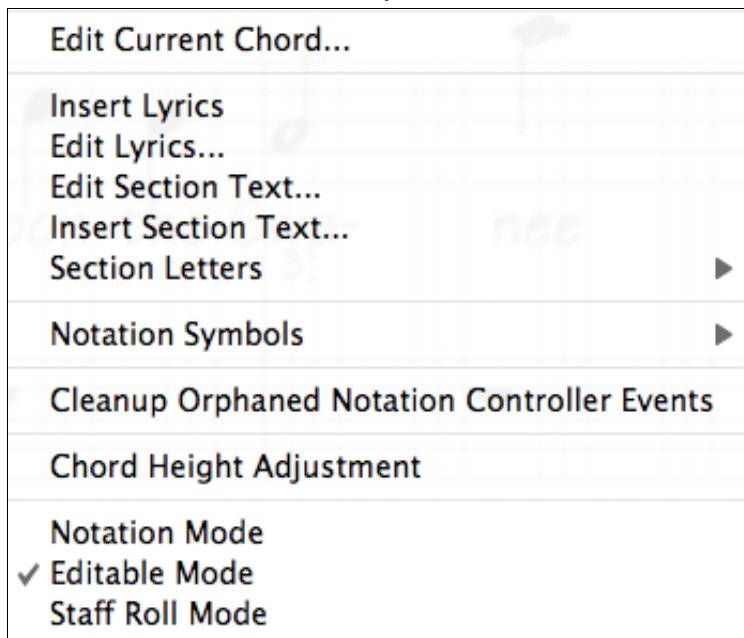 Edit Current Chord...
Insert Lyrics
Edit Lyrics...
Edit Section Text...
Insert Section Text...
Section Letters
Notation Symbols
Cleanup Orphaned Notation Controller Events
Chord Height Adjustment
Notation Mode
Editable Mode
Staff Roll Mode